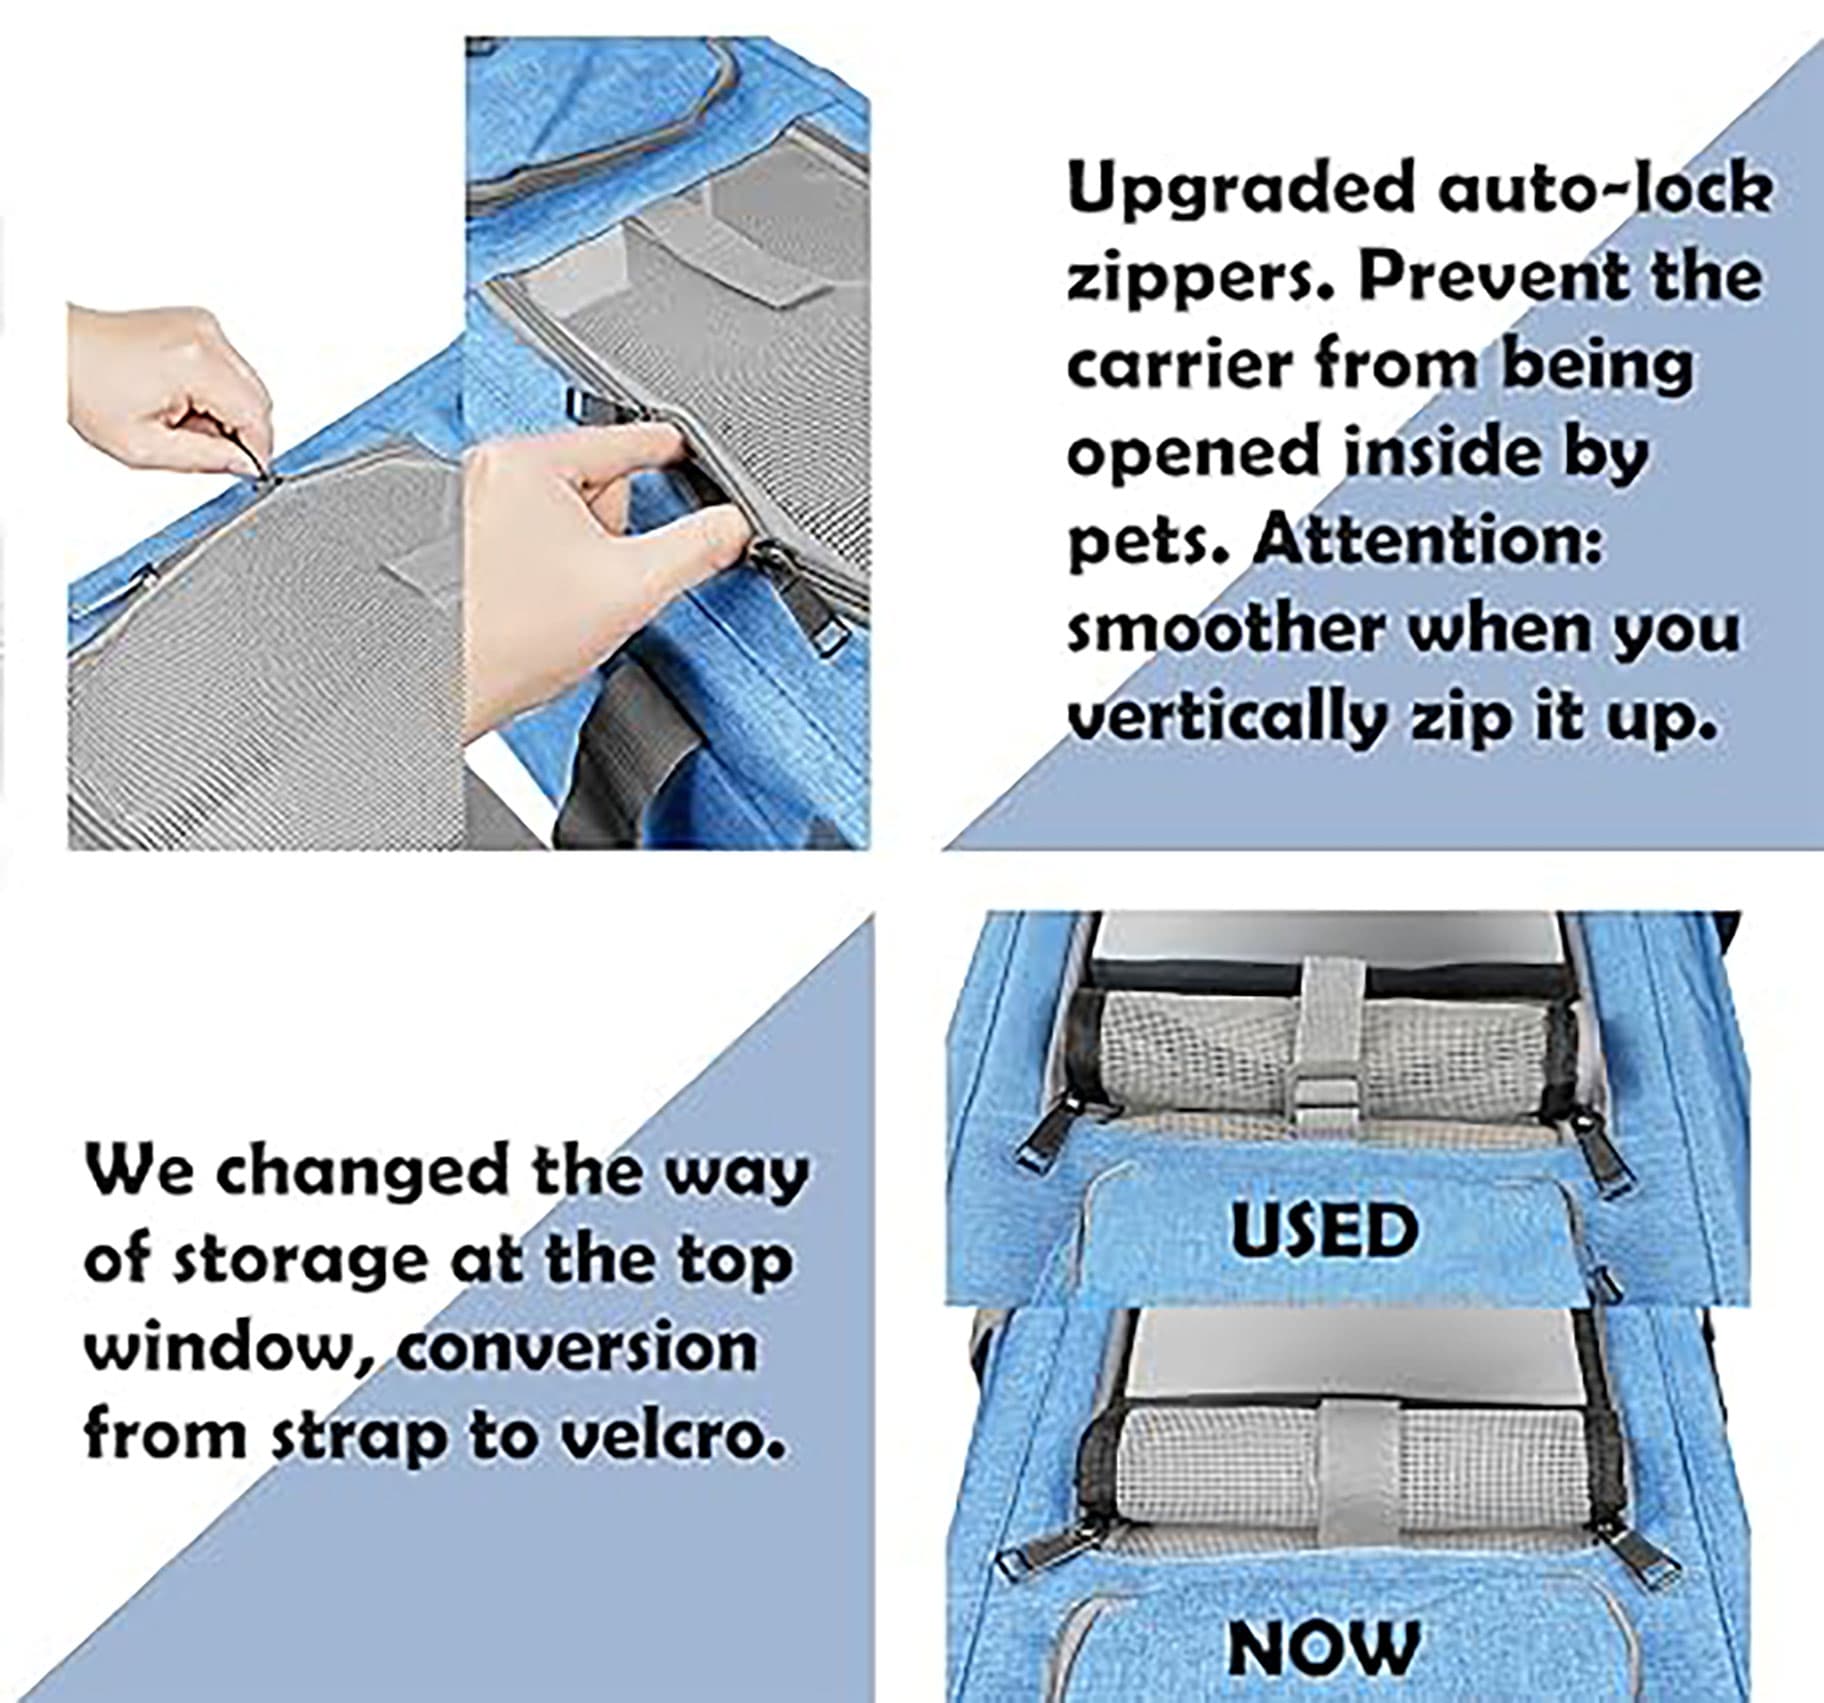 Upgraded auto-lock
zippers. Prevent the
carrier from being
opened inside by
pets. Attention:
smoother when you
vertically zip it up.
We changed the way
of storage at the top
window, conversion
from strap to velcro.
USED
NOW